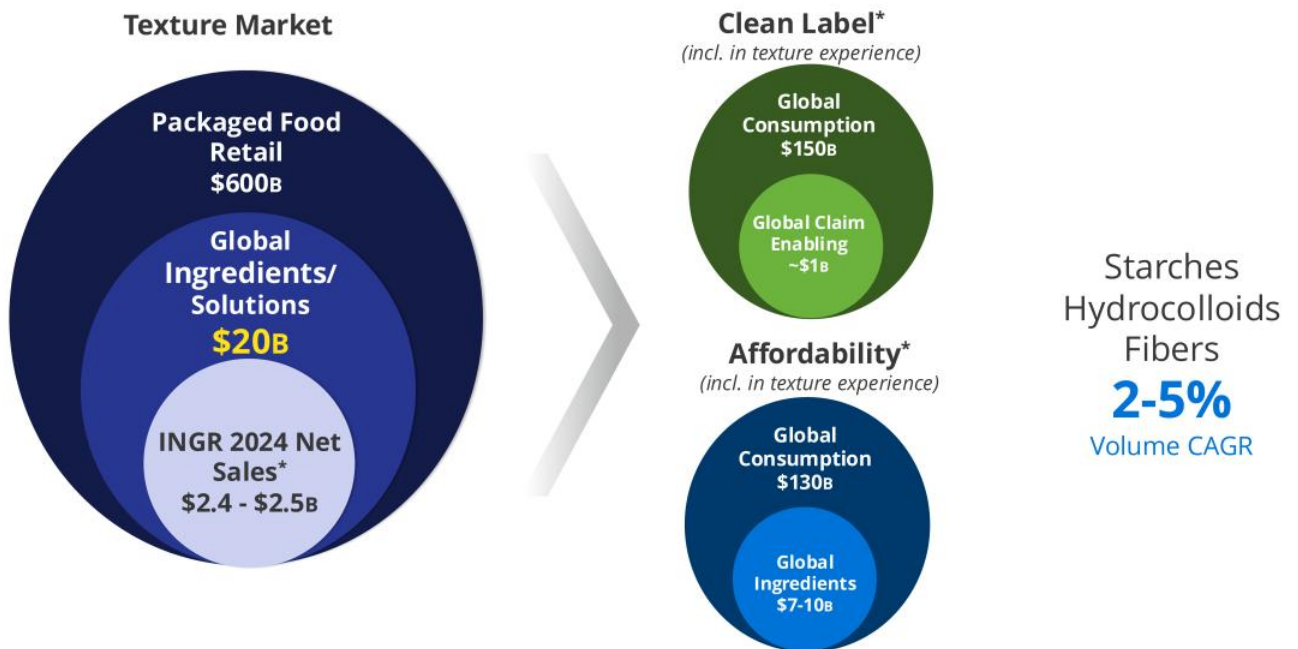 Texture Market
Packaged Food
Retail
$600B
Global
Ingredients/
Solutions
$20B
INGR 2024 Net
Sales*
$2.4 - $2.5B
Clean Label*
(incl. in texture experience)
Global
Consumption
$150B
Global Claim
Enabling
~$1B
Affordability*
(incl. in texture experience)
Global
Consumption
$130B
Global
Ingredients
$7-10B
Starches
Hydrocolloids
Fibers
2-5%
Volume CAGR